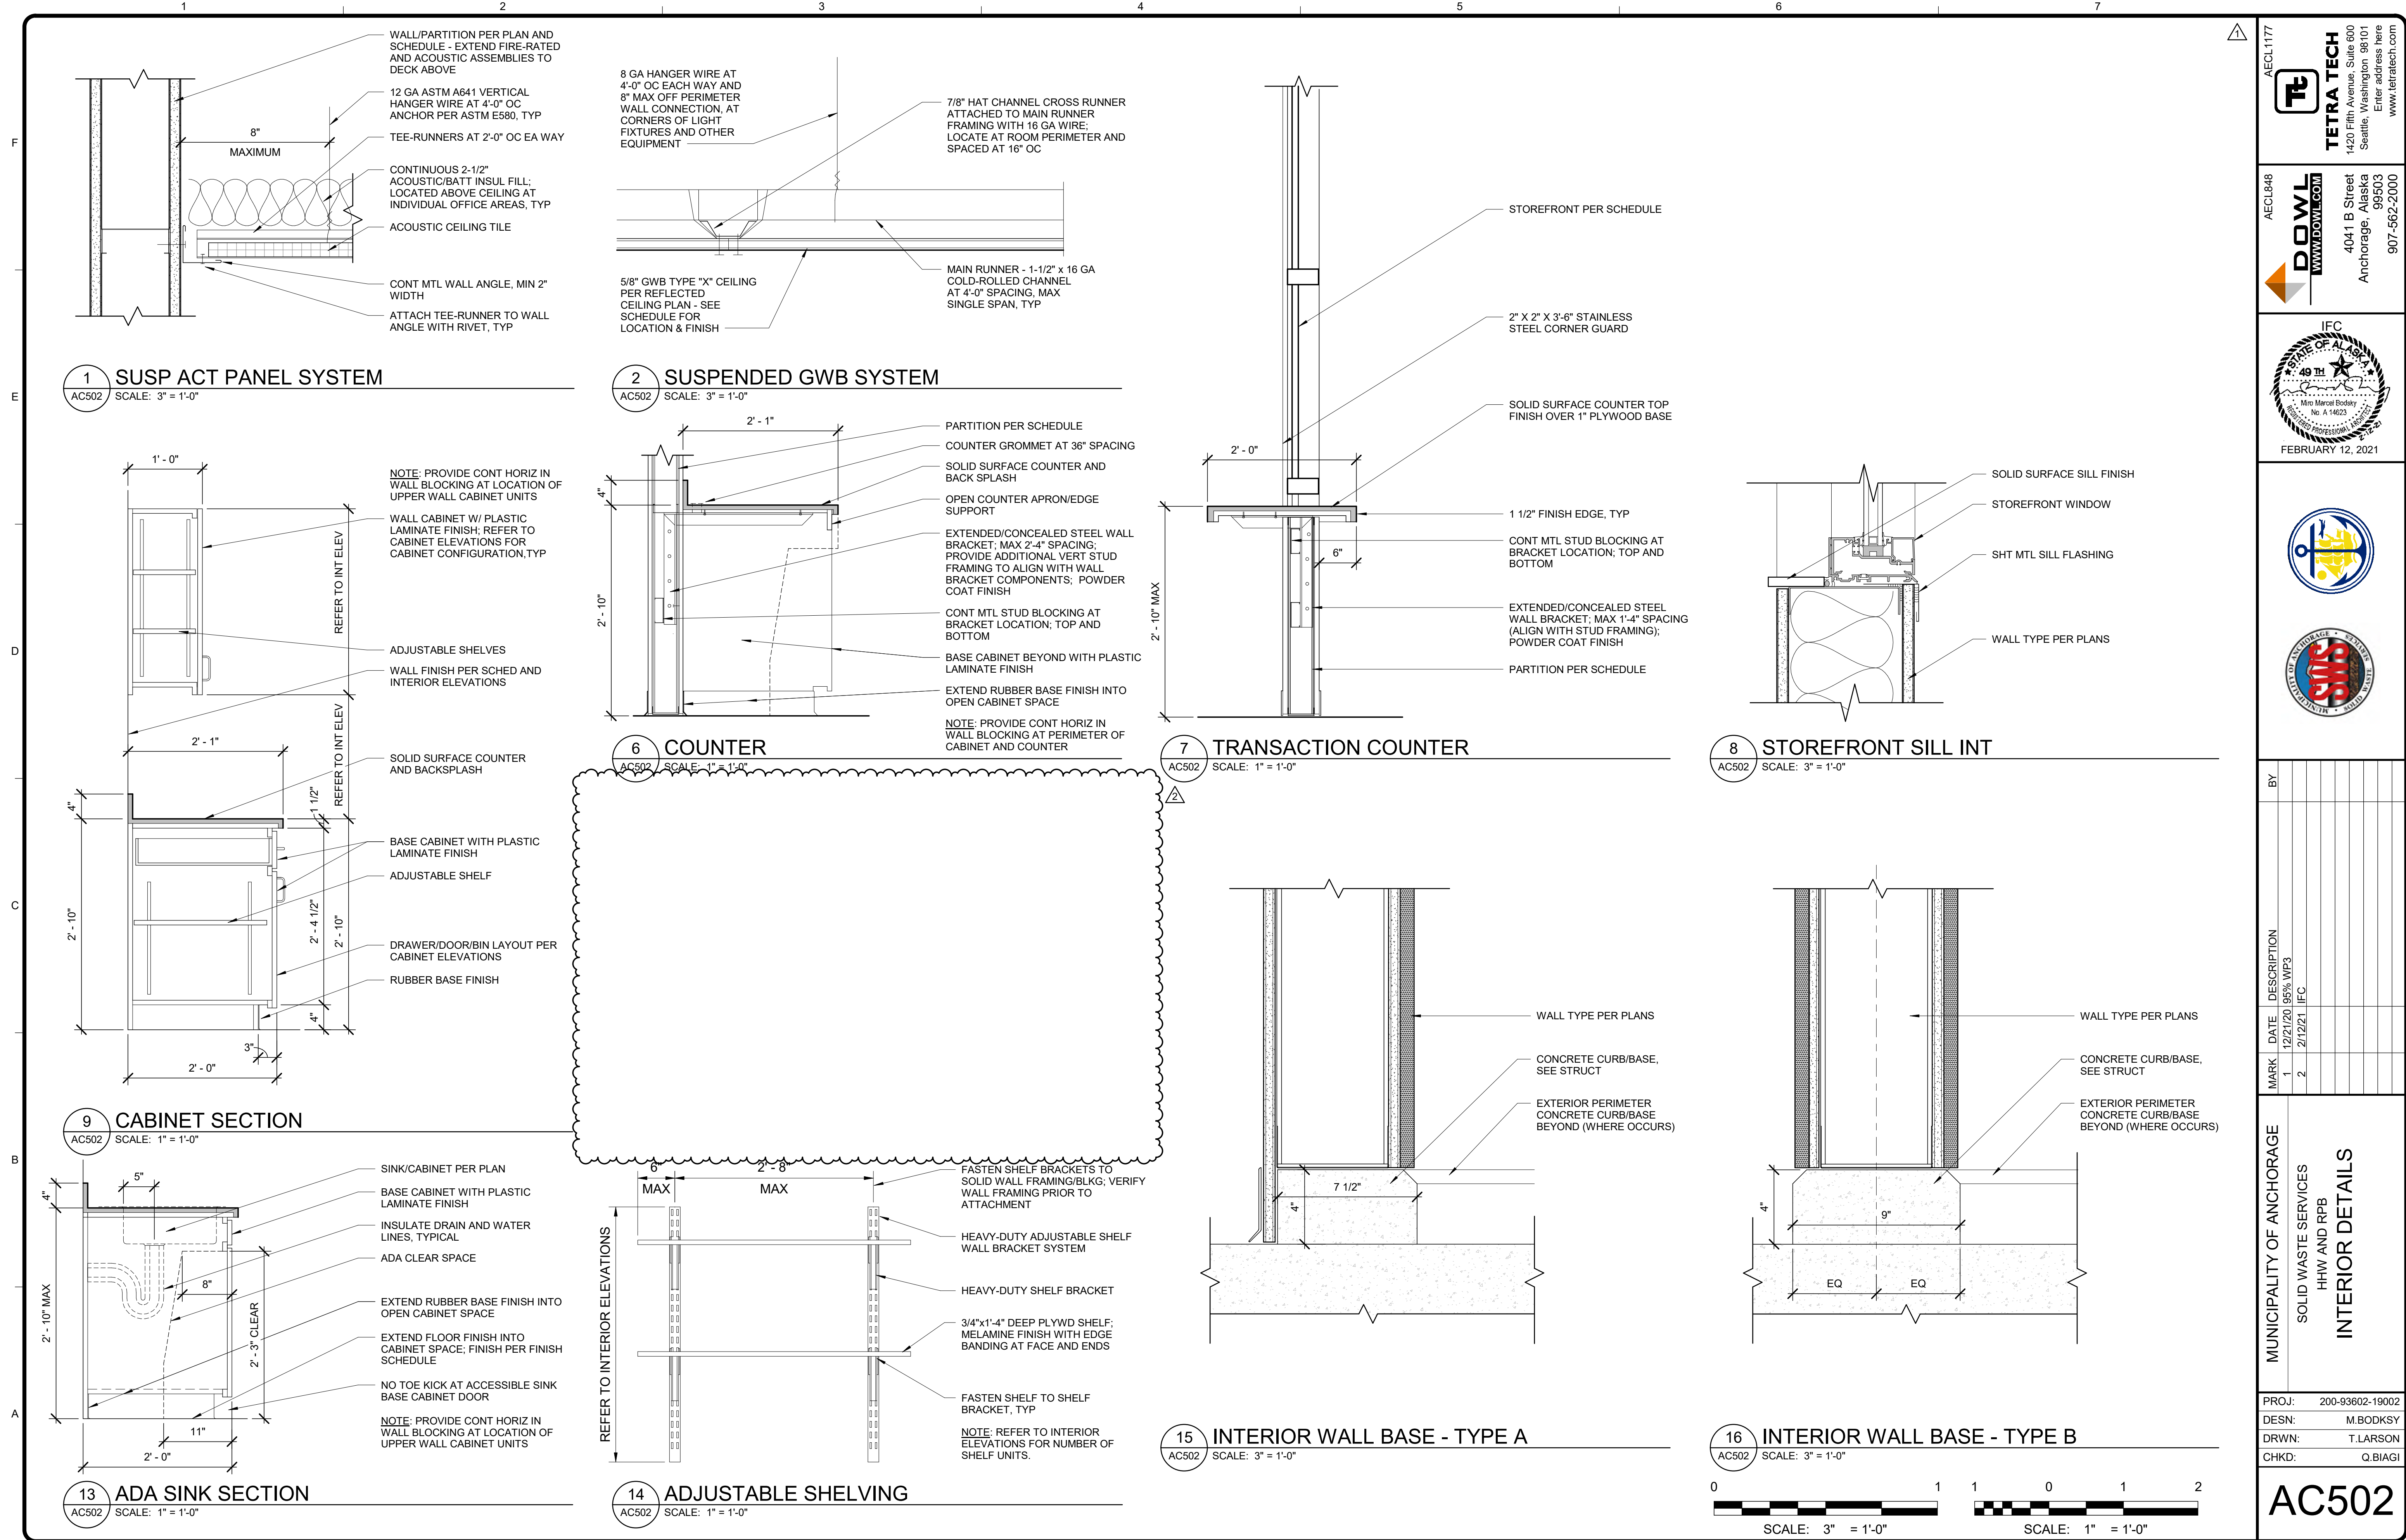 1 2 3 4 5 6 7
F
E
D
C
B
A
WALL/PARTITION PER PLAN AND
SCHEDULE - EXTEND FIRE-RATED
AND ACOUSTIC ASSEMBLIES TO
DECK ABOVE
12 GA ASTM A641 VERTICAL
HANGER WIRE AT 4'-0" OC
ANCHOR PER ASTM E580, TYP
TEE-RUNNERS AT 2'-0" OC EA WAY
8"
MAXIMUM
CONTINUOUS 2-1/2"
ACOUSTIC/BATT INSUL FILL;
LOCATED ABOVE CEILING AT
INDIVIDUAL OFFICE AREAS, TYP
ACOUSTIC CEILING TILE
CONT MTL WALL ANGLE, MIN 2"
WIDTH
ATTACH TEE-RUNNER TO WALL
ANGLE WITH RIVET, TYP
1
AC502
SUSP ACT PANEL SYSTEM
SCALE: 3" = 1'-0"
8 GA HANGER WIRE AT
4'-0" OC EACH WAY AND
8" MAX OFF PERIMETER
WALL CONNECTION, AT
CORNERS OF LIGHT
FIXTURES AND OTHER
EQUIPMENT
7/8" HAT CHANNEL CROSS RUNNER
ATTACHED TO MAIN RUNNER
FRAMING WITH 16 GA WIRE;
LOCATE AT ROOM PERIMETER AND
SPACED AT 16" OC
5/8" GWB TYPE "X" CEILING
PER REFLECTED
CEILING PLAN - SEE
SCHEDULE FOR
LOCATION & FINISH
MAIN RUNNER - 1-1/2" x 16 GA
COLD-ROLLED CHANNEL
AT 4'-0" SPACING, MAX
SINGLE SPAN, TYP
2
AC502
SUSPENDED GWB SYSTEM
SCALE: 3" = 1'-0"
2' - 1"
4"
2' - 10"
PARTITION PER SCHEDULE
COUNTER GROMMET AT 36" SPACING
SOLID SURFACE COUNTER AND
BACK SPLASH
OPEN COUNTER APRON/EDGE
SUPPORT
EXTENDED/CONCEALED STEEL WALL
BRACKET; MAX 2'-4" SPACING;
PROVIDE ADDITIONAL VERT STUD
FRAMING TO ALIGN WITH WALL
BRACKET COMPONENTS; POWDER
COAT FINISH
CONT MTL STUD BLOCKING AT
BRACKET LOCATION; TOP AND
BOTTOM
BASE CABINET BEYOND WITH PLASTIC
LAMINATE FINISH
EXTEND RUBBER BASE FINISH INTO
OPEN CABINET SPACE
NOTE: PROVIDE CONT HORIZ IN
WALL BLOCKING AT PERIMETER OF
CABINET AND COUNTER
6
AC502
COUNTER
SCALE: 1" = 1'-0"
STOREFRONT PER SCHEDULE
2" X 2" X 3'-6" STAINLESS
STEEL CORNER GUARD
SOLID SURFACE COUNTER TOP
FINISH OVER 1" PLYWOOD BASE
2' - 0"
1 1/2" FINISH EDGE, TYP
CONT MTL STUD BLOCKING AT
BRACKET LOCATION; TOP AND
BOTTOM
6"
2' - 10" MAX
EXTENDED/CONCEALED STEEL
WALL BRACKET; MAX 1'-4" SPACING
(ALIGN WITH STUD FRAMING);
POWDER COAT FINISH
PARTITION PER SCHEDULE
7
AC502
TRANSACTION COUNTER
SCALE: 1" = 1'-0"
SOLID SURFACE SILL FINISH
STOREFRONT WINDOW
SHT MTL SILL FLASHING
WALL TYPE PER PLANS
8
AC502
STOREFRONT SILL INT
SCALE: 3" = 1'-0"
1' - 0"
NOTE: PROVIDE CONT HORIZ IN
WALL BLOCKING AT LOCATION OF
UPPER WALL CABINET UNITS
WALL CABINET W/ PLASTIC
LAMINATE FINISH; REFER TO
CABINET ELEVATIONS FOR
CABINET CONFIGURATION,TYP
REFER TO INT ELEV
ADJUSTABLE SHELVES
WALL FINISH PER SCHED AND
INTERIOR ELEVATIONS
REFER TO INT ELEV
2' - 1"
SOLID SURFACE COUNTER
AND BACKSPLASH
4"
1 1/2"
BASE CABINET WITH PLASTIC
LAMINATE FINISH
ADJUSTABLE SHELF
2' - 10"
2' - 4 1/2"
2' - 10"
DRAWER/DOOR/BIN LAYOUT PER
CABINET ELEVATIONS
RUBBER BASE FINISH
4"
3"
2' - 0"
9
AC502
CABINET SECTION
SCALE: 1" = 1'-0"
2
5"
4"
SINK/CABINET PER PLAN
BASE CABINET WITH PLASTIC
LAMINATE FINISH
INSULATE DRAIN AND WATER
LINES, TYPICAL
ADA CLEAR SPACE
8"
2' - 10" MAX
2' - 3" CLEAR
EXTEND RUBBER BASE FINISH INTO
OPEN CABINET SPACE
EXTEND FLOOR FINISH INTO
CABINET SPACE; FINISH PER FINISH
SCHEDULE
NO TOE KICK AT ACCESSIBLE SINK
BASE CABINET DOOR
NOTE: PROVIDE CONT HORIZ IN
WALL BLOCKING AT LOCATION OF
UPPER WALL CABINET UNITS
11"
2' - 0"
13
AC502
ADA SINK SECTION
SCALE: 1" = 1'-0"
6"
MAX
2' - 8"
MAX
FASTEN SHELF BRACKETS TO
SOLID WALL FRAMING/BLKG; VERIFY
WALL FRAMING PRIOR TO
ATTACHMENT
HEAVY-DUTY ADJUSTABLE SHELF
WALL BRACKET SYSTEM
HEAVY-DUTY SHELF BRACKET
REFER TO INTERIOR ELEVATIONS
3/4"x1'-4" DEEP PLYWD SHELF;
MELAMINE FINISH WITH EDGE
BANDING AT FACE AND ENDS
FASTEN SHELF TO SHELF
BRACKET, TYP
NOTE: REFER TO INTERIOR
ELEVATIONS FOR NUMBER OF
SHELF UNITS.
14
AC502
ADJUSTABLE SHELVING
SCALE: 1" = 1'-0"
WALL TYPE PER PLANS
CONCRETE CURB/BASE,
SEE STRUCT
EXTERIOR PERIMETER
CONCRETE CURB/BASE
BEYOND (WHERE OCCURS)
7 1/2"
4"
15
AC502
INTERIOR WALL BASE - TYPE A
SCALE: 3" = 1'-0"
WALL TYPE PER PLANS
CONCRETE CURB/BASE,
SEE STRUCT
EXTERIOR PERIMETER
CONCRETE CURB/BASE
BEYOND (WHERE OCCURS)
4"
9"
EQ EQ
16
AC502
INTERIOR WALL BASE - TYPE B
SCALE: 3" = 1'-0"
0 1
SCALE: 3" = 1'-0"
1 0 1 2
SCALE: 1" = 1'-0"
1
AECL1177
Tt
TETRA TECH
1420 Fifth Avenue, Suite 600
Seattle, Washington 98101
Enter address here
www.tetratech.com
AECL848
DOWL
WWW.DOWL.COM
4041 B Street
Anchorage, Alaska
99503
907-562-2000
IFC
STATE OF ALASKA
49 TH
Miro Marcel Bodsky
No. A 14623
REGISTERED PROFESSIONAL ARCHITECT
2-12-21
FEBRUARY 12, 2021
MUNICIPALITY OF ANCHORAGE
SWS
SOLID WASTE SERVICES
MARK DATE DESCRIPTION BY
1 12/21/20 95% WP3
2 2/12/21 IFC
MUNICIPALITY OF ANCHORAGE
SOLID WASTE SERVICES
HHW AND RPB
INTERIOR DETAILS
PROJ: 200-93602-19002
DESN: M.BODKSY
DRWN: T.LARSON
CHKD: Q.BIAGI
AC502